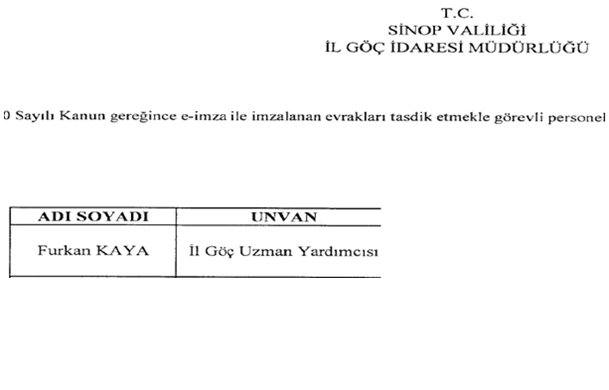 T.C.
SİNOP VALİLİĞİ
İL GÖÇ İDARESİ MÜDÜRLÜĞÜ
0 Sayılı Kanun gereğince e-imza ile imzalanan evrakları tasdik etmekle görevli personel
ADI SOYADI UNVAN
Furkan KAYA İl Göç Uzman Yardımcısı